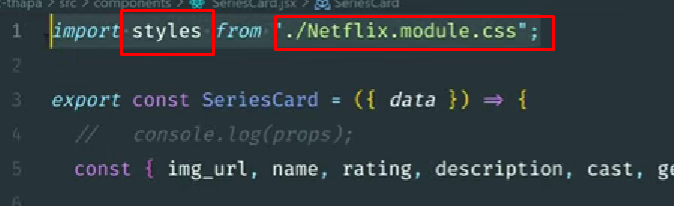 -thapa > src > components > SeriesCard.jsx > SeriesCard
1 import styles from "./Netflix.module.css";
2
3 export const SeriesCard = ({ data }) ⇒ {
4 // console.log(props);
5 const { img_url, name, rating, description, cast, ge